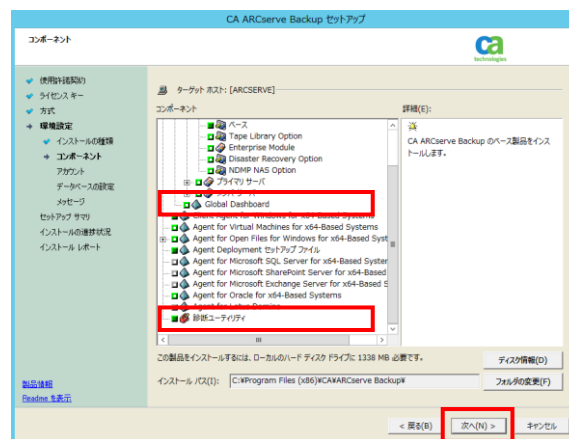 CA ARCserve Backup セットアップ
コンポーネント
ca
technologies
使用許諾契約
ライセンス キー
方式
環境設定
インストールの種類
コンポーネント
アカウント
データベースの設定
メッセージ
セットアップ サマリ
インストールの進捗状況
インストール レポート
製品情報
Readme を表示
ターゲット ホスト: [ARCSERVE]
コンポーネント
ベース
Tape Library Option
Enterprise Module
Disaster Recovery Option
NDMP NAS Option
プライマリ サーバ
Global Dashboard
Client Agent for Windows for x64-Based Systems
Agent for Virtual Machines for x64-Based Systems
Agent for Open Files for Windows for x64-Based Syst
Agent Deployment セットアップ ファイル
Agent for Microsoft SQL Server for x64-Based System
Agent for Microsoft SharePoint Server for x64-Based
Agent for Microsoft Exchange Server for x64-Based S
Agent for Oracle for x64-Based Systems
Agent for Lotus Domino
診断ユーティリティ
詳細(E):
CA ARCserve Backup のベース製品をインス
トールします。
この製品をインストールするには、ローカルのハード ディスク ドライブに 1338 MB 必要です。
ディスク情報(D)
インストール パス(I):
C:¥Program Files (x86)¥CA¥ARCserve Backup¥
フォルダの変更(F)
< 戻る(B)
次へ(N) >
キャンセル